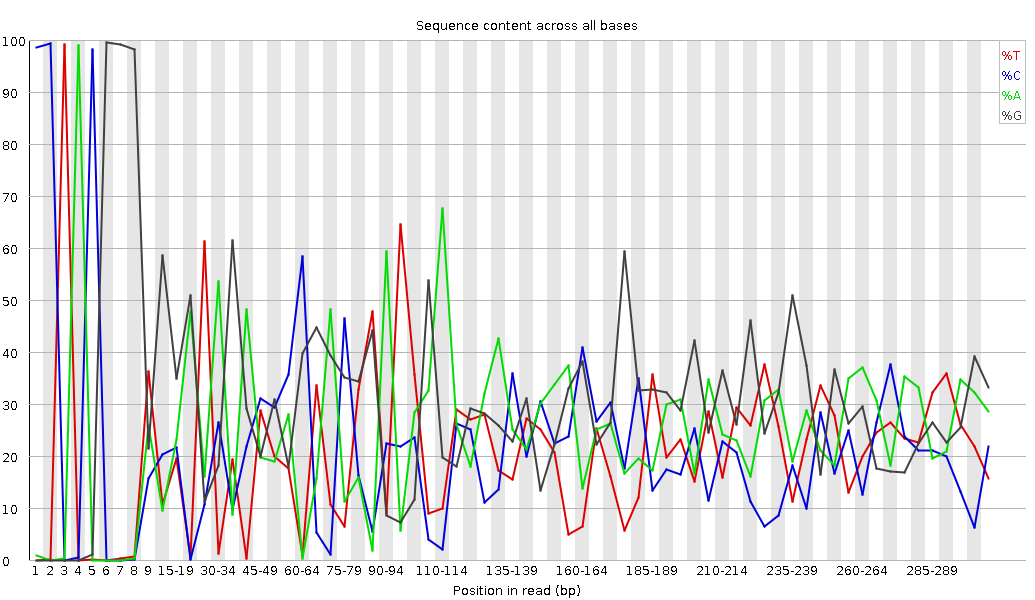 Sequence content across all bases
%T
%C
%A
%G
100
90
80
70
60
50
40
30
20
10
0
1 2 3 4 5 6 7 8 9 15-19 30-34 45-49 60-64 75-79 90-94 110-114 135-139 160-164 185-189 210-214 235-239 260-264 285-289
Position in read (bp)